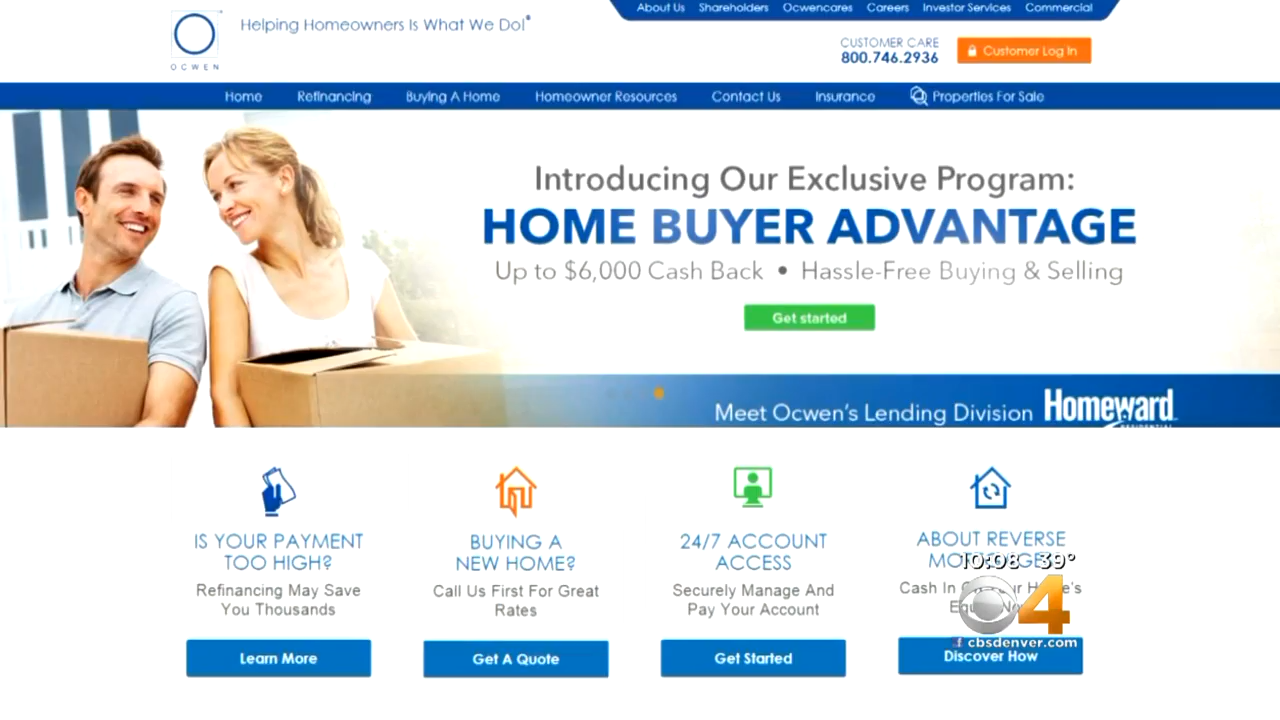 About Us Shareholders Ocwencares Careers Investor Services Commercial
Helping Homeowners Is What We Do!®
OCWEN
CUSTOMER CARE
800.746.2936
Customer Log In
Home Refinancing Buying A Home Homeowner Resources Contact Us Insurance Properties For Sale
Introducing Our Exclusive Program:
HOME BUYER ADVANTAGE
Up to $6,000 Cash Back • Hassle-Free Buying & Selling
Get started
Meet Ocwen's Lending Division Homeward
RESIDENTIAL
IS YOUR PAYMENT
TOO HIGH?
Refinancing May Save
You Thousands
Learn More
BUYING A
NEW HOME?
Call Us First For Great
Rates
Get A Quote
24/7 ACCOUNT
ACCESS
Securely Manage And
Pay Your Account
Get Started
ABOUT REVERSE
Cash In
Discover How
10:08 39°
4
cbsdenver.com